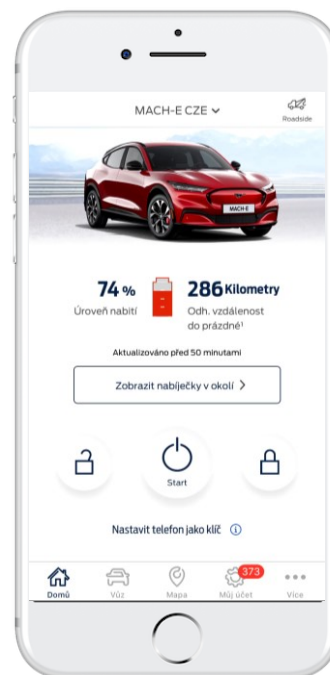 MACH-E CZE
Roadside
MACH-E
74 %
Úroveň nabití
286 Kilometry
Odh. vzdálenost
do prázdné¹
Aktualizováno před 50 minutami
Zobrazit nabíječky v okolí >
Start
Nastavit telefon jako klíč
Domů
Vůz
Mapa
373
Můj účet
Více